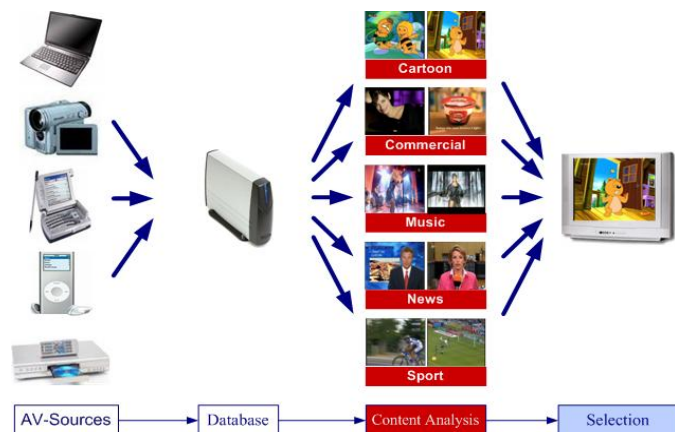 Cartoon
Commercial
Music
News
Sport
AV-Sources
Database
Content Analysis
Selection